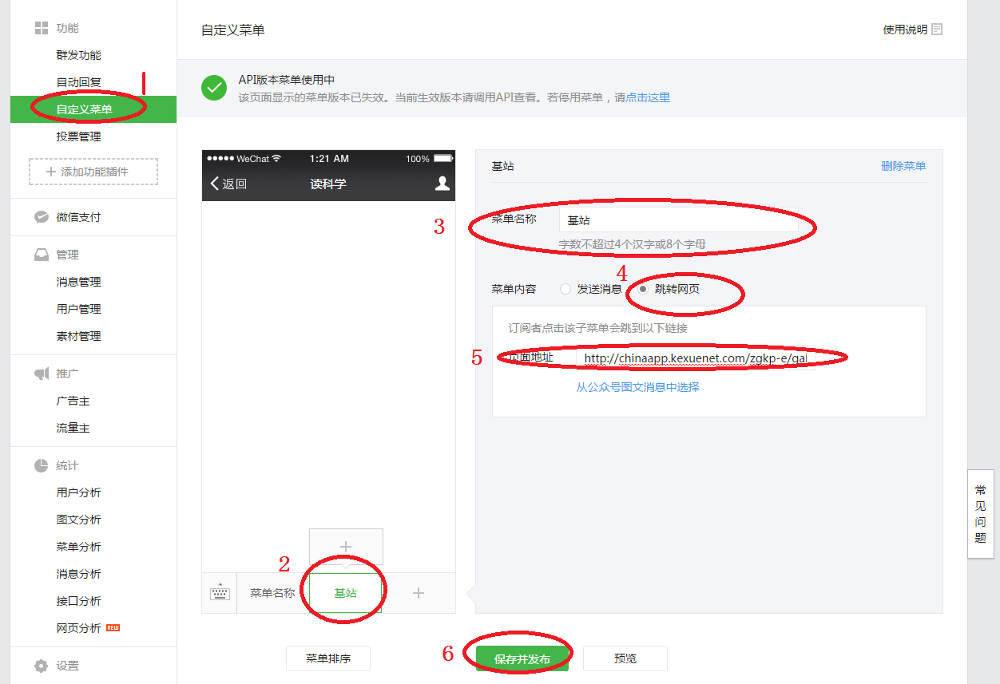 功能
群发功能
自动回复
1
自定义菜单
投票管理
添加功能插件
微信支付
管理
消息管理
用户管理
素材管理
推广
广告主
流量主
统计
用户分析
图文分析
菜单分析
消息分析
接口分析
网页分析 NEW
设置
自定义菜单
使用说明
API版本菜单使用中
该页面显示的菜单版本已失效。当前生效版本请调用API查看。若停用菜单，请点击这里
WeChat 1:21 AM 100%
返回 读科学
2
菜单名称 基站
菜单排序
基站 删除菜单
3
菜单名称 基站
字数不超过4个汉字或8个字母
4
菜单内容 发送消息 跳转网页
订阅者点击该子菜单会跳到以下链接
5
页面地址 http://chinaapp.kexuenet.com/zgkp-e/gal
从公众号图文消息中选择
6
保存并发布 预览
常见问题